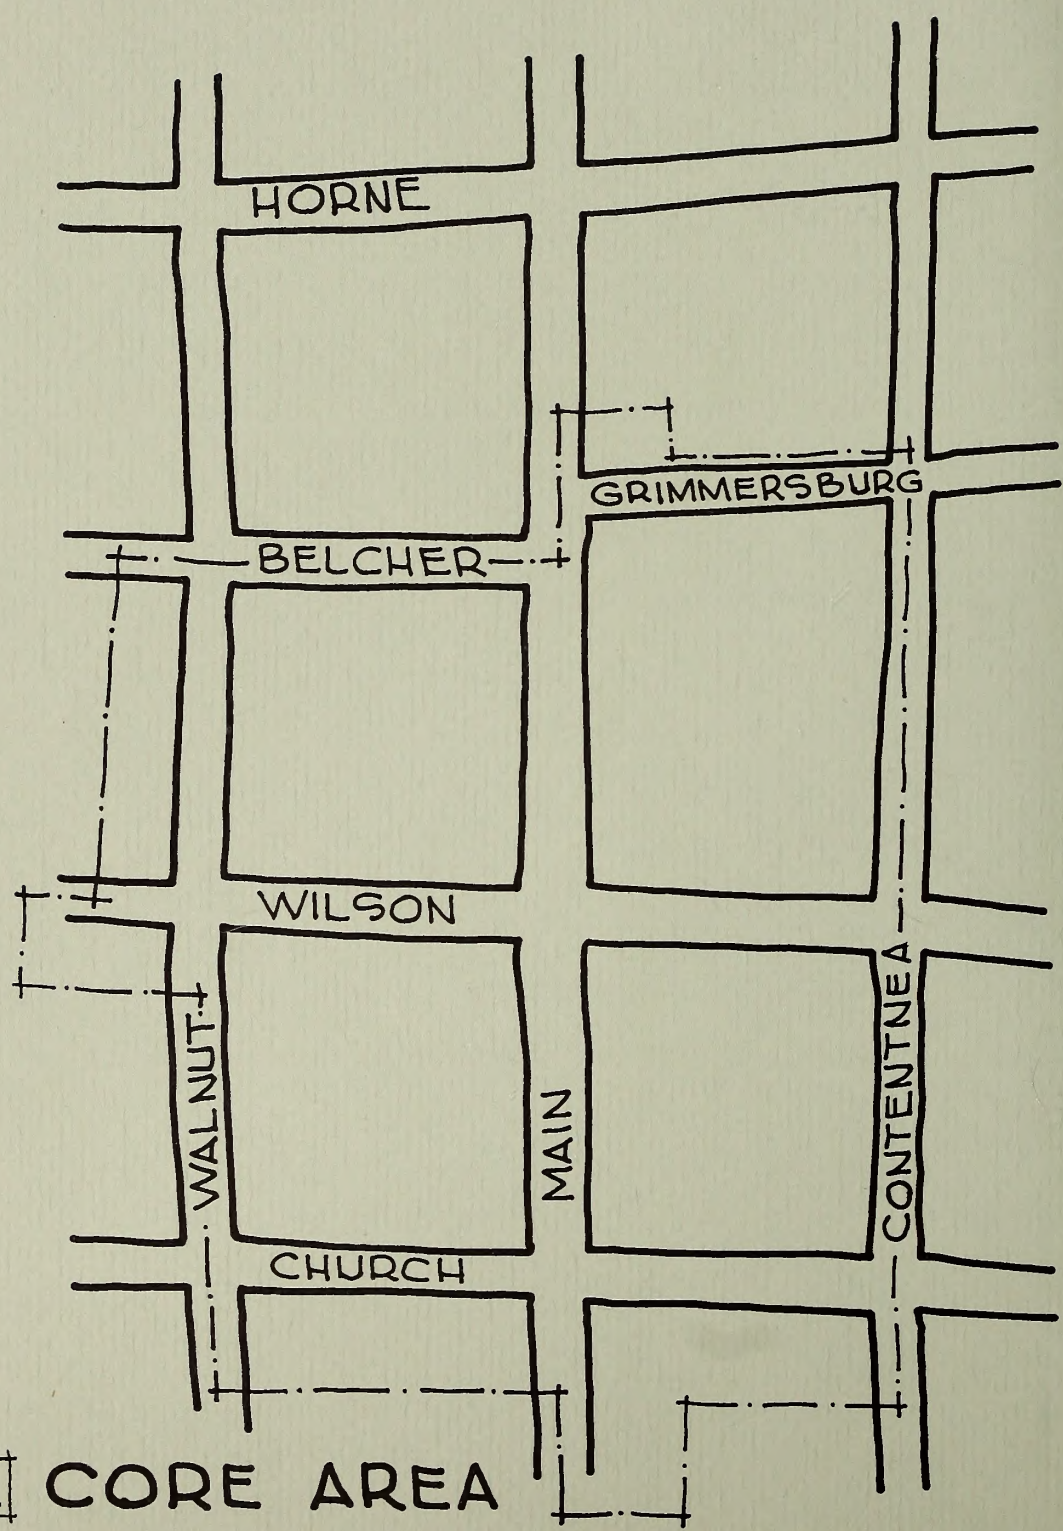 HORNE
GRIMMERSBURG
BELCHER
WILSON
WALNUT
MAIN
CONTENTNEA
CHURCH
CORE AREA